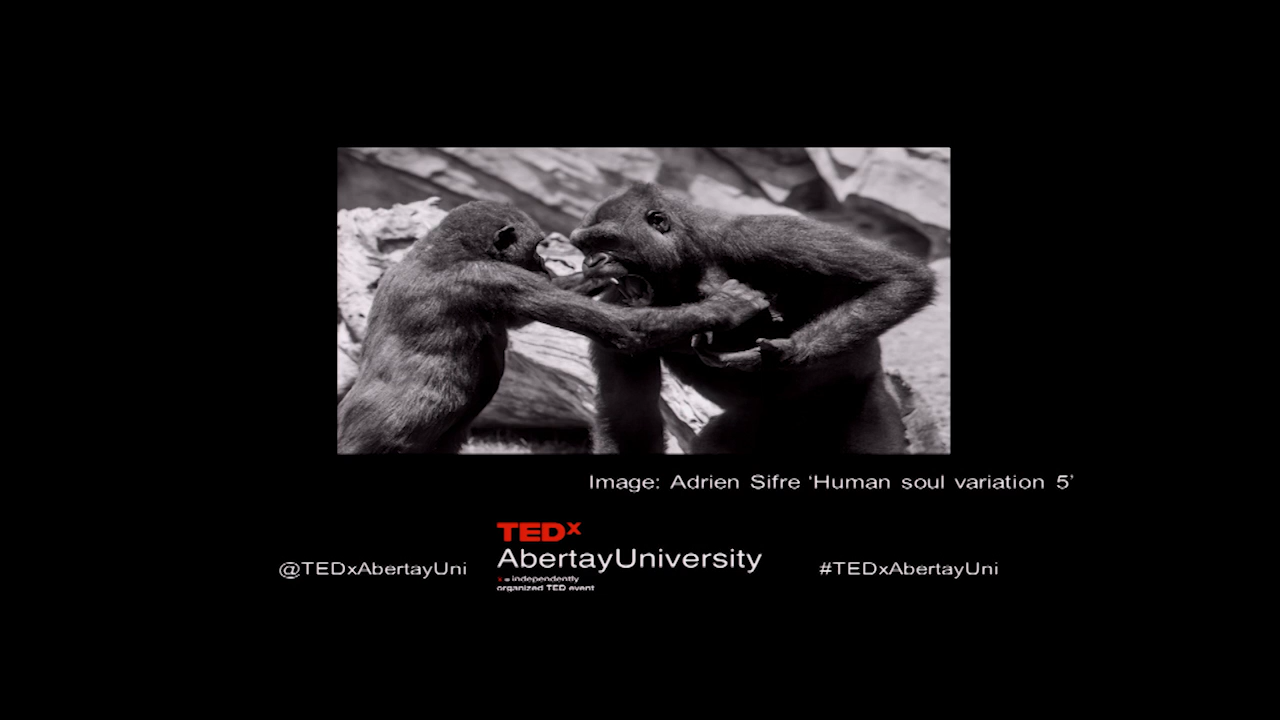 Image: Adrien Sifre ‘Human soul variation 5’
TEDx
AbertayUniversity
@TEDxAbertayUni
#TEDxAbertayUni
x = independently
organized TED event